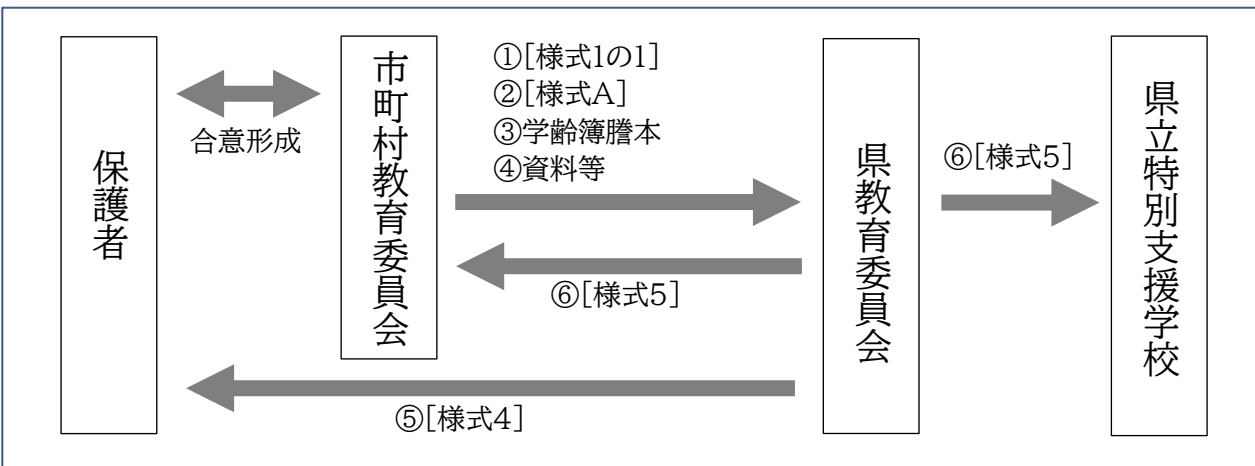 保護者
合意形成
市町村教育委員会
①[様式1の1]
②[様式A]
③学齢簿謄本
④資料等
⑥[様式5]
⑤[様式4]
県教育委員会
⑥[様式5]
県立特別支援学校